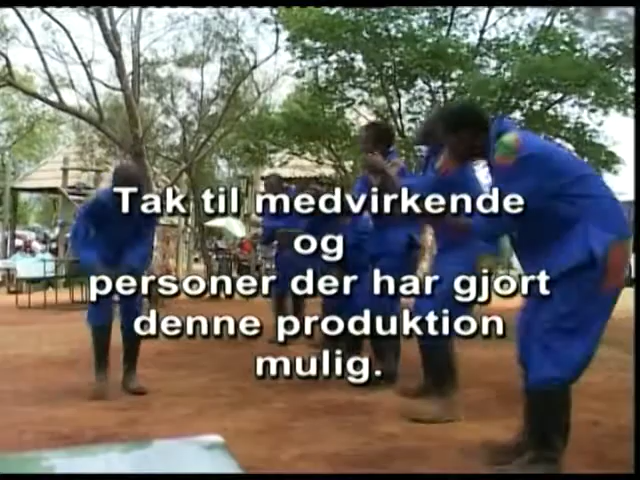 Tak til medvirkende
og
personer der har gjort
denne produktion
mulig.